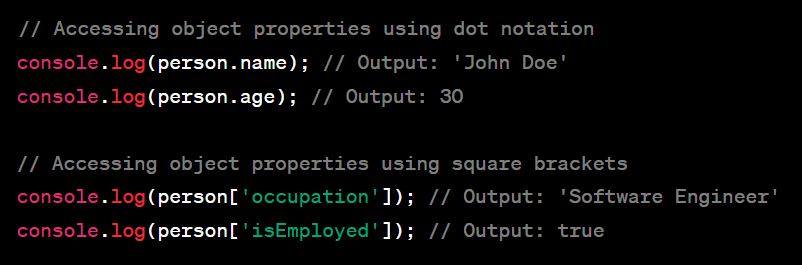 // Accessing object properties using dot notation
console.log(person.name); // Output: 'John Doe'
console.log(person.age); // Output: 30
// Accessing object properties using square brackets
console.log(person['occupation']); // Output: 'Software Engineer'
console.log(person['isEmployed']); // Output: true